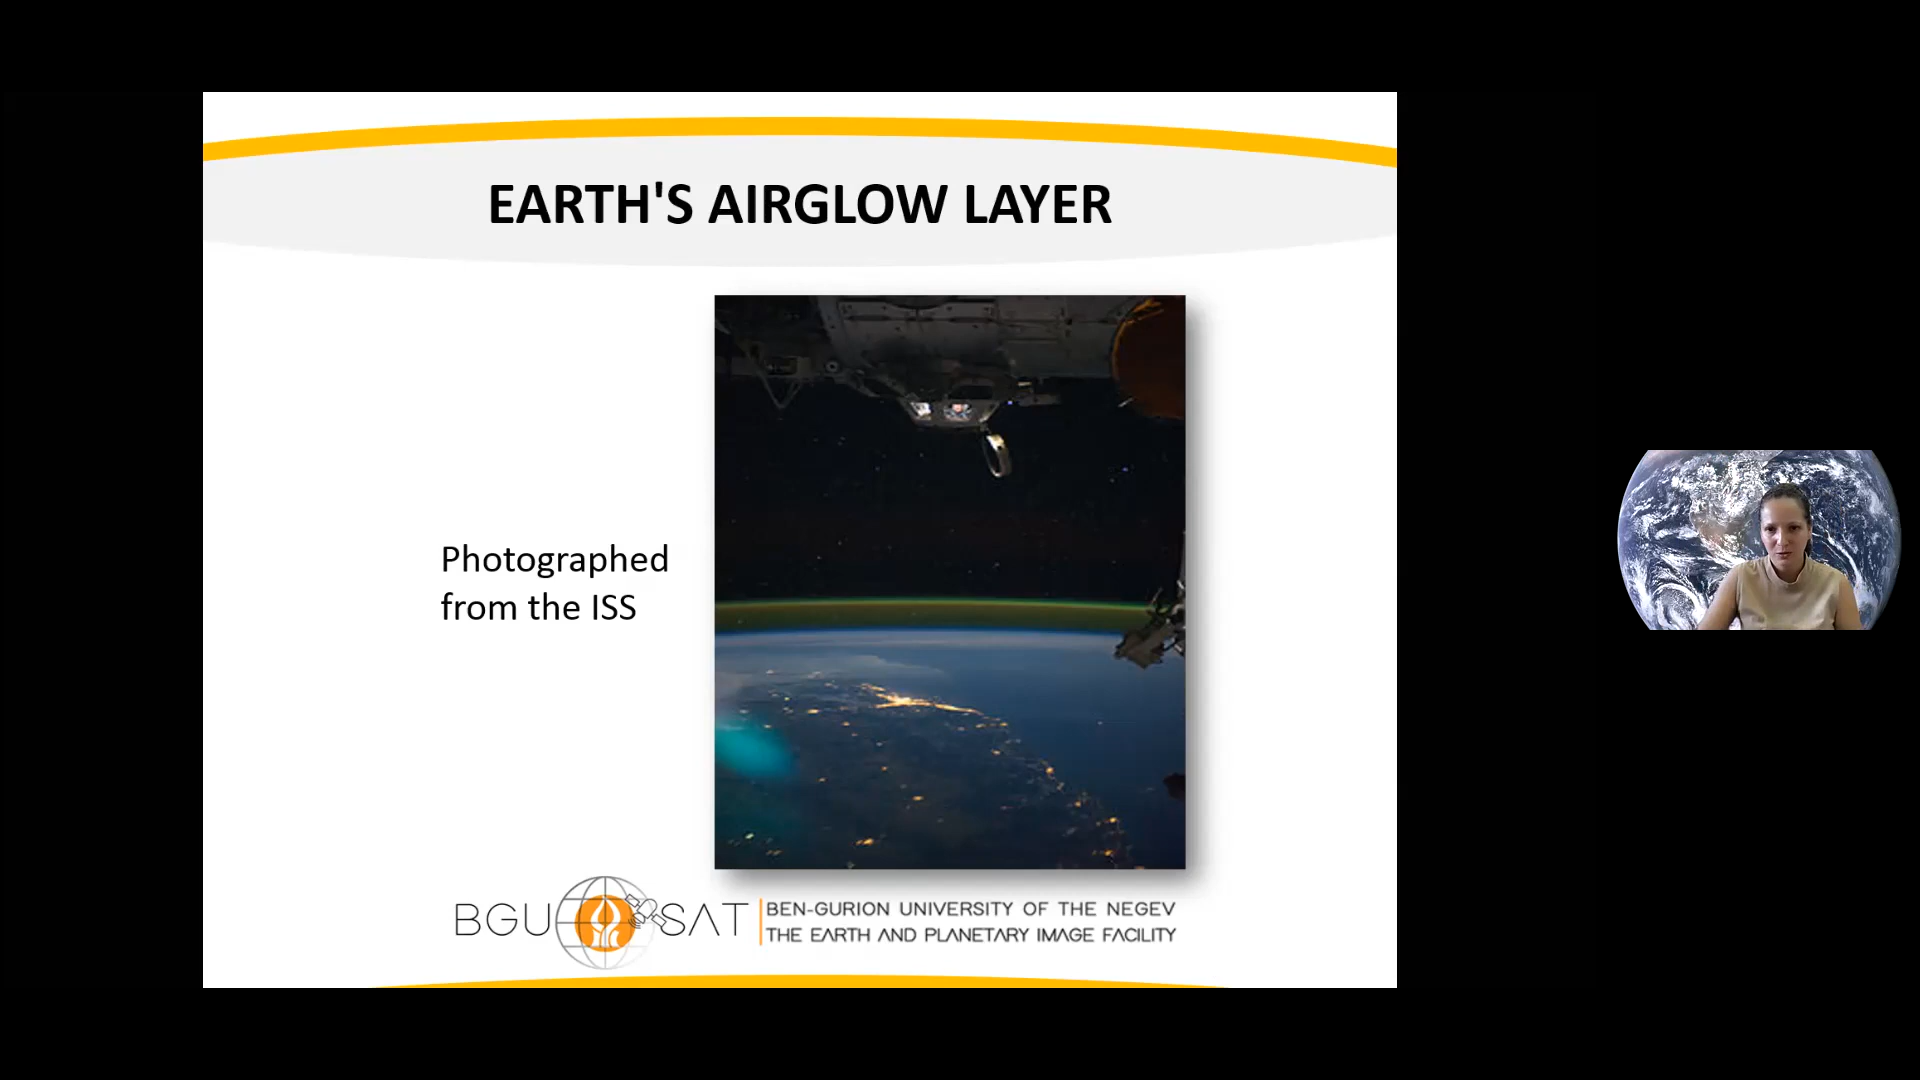 EARTH'S AIRGLOW LAYER
Photographed
from the ISS
BGU SAT
BEN-GURION UNIVERSITY OF THE NEGEV
THE EARTH AND PLANETARY IMAGE FACILITY